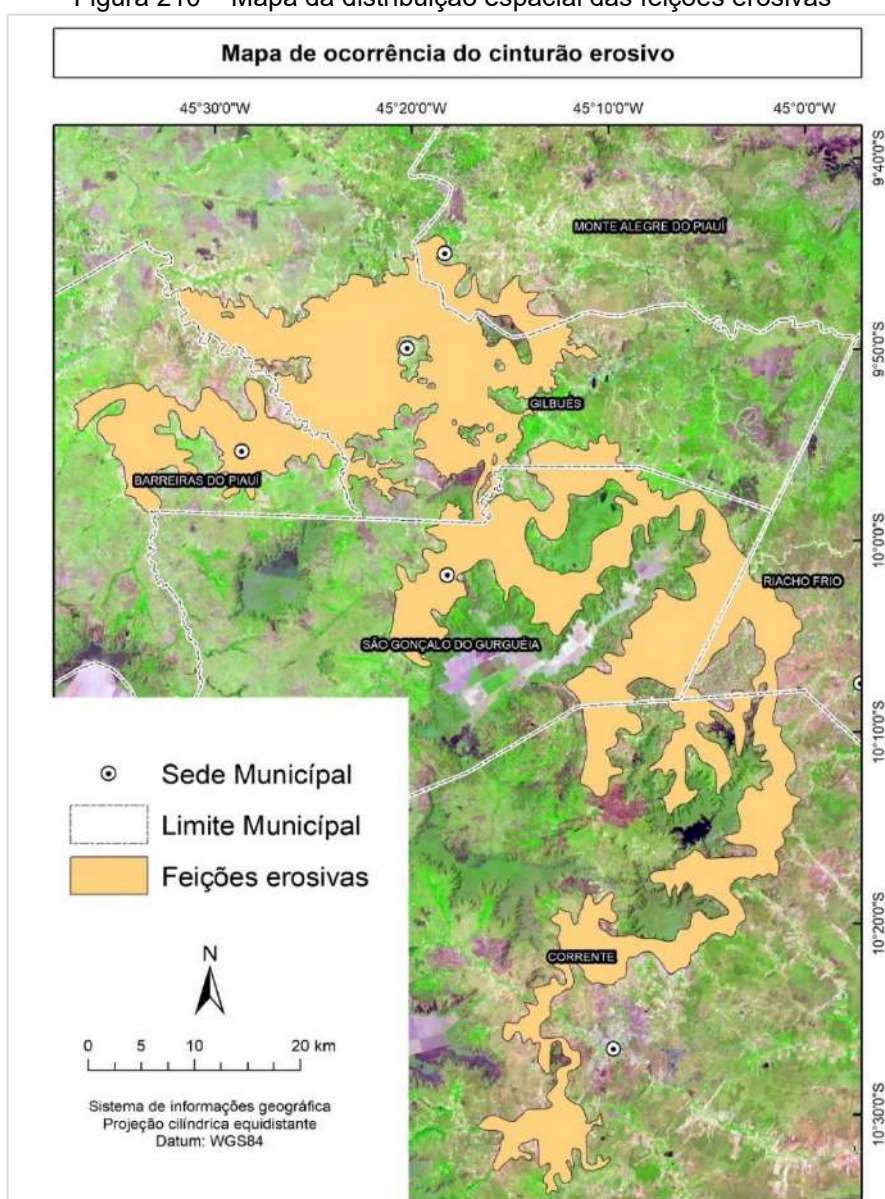 Figura 210 – Mapa da distribuição espacial das feições erosivas
Mapa de ocorrência do cinturão erosivo
45°30'0"W 45°20'0"W 45°10'0"W 45°0'0"W
9°40'0"S
MONTE ALEGRE DO PIAUÍ
9°50'0"S
GILBUÉS
BARREIRAS DO PIAUÍ
10°0'0"S
RIACHO FRIO
SÃO GONÇALO DO GURGUÉIA
10°10'0"S
Sede Municípal
Limite Municípal
Feições erosivas
10°20'0"S
CORRENTE
N
0 5 10 20 km
Sistema de informações geográfica
Projeção cilíndrica equidistante
Datum: WGS84
10°30'0"S